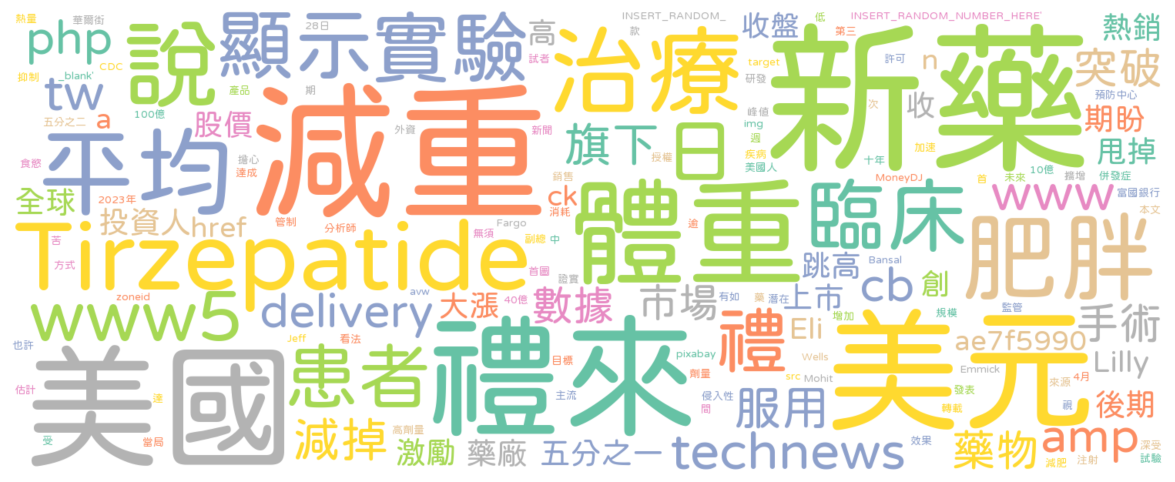 熱量
華爾街
php
CDC
_blank`
抑制
tw
a
100億
五分之二
說
產品
28日
顯示
實驗
期
高
試者
INSERT_RANDOM_
款
治療
收盤
target
研發
低
第三
INSERT_RANDOM_NUMBER_HERE`
許可
n
熱銷
突破
預防中心
股價
減重
外資
新聞
旗下
日
授權
峰值
img
週
疾病
美國人
新藥
次
收
十年
加速
期盼
甩掉
併發症
食慾
平均
擔心
達成
2023年
全球
投資人
href
管制
分析師
ck
消耗
Fargo
銷售
體重
逾
臨床
MoneyDJ
首
未來
10億
擴增
www
富國銀行
本文
苦
方式
Tirzepatide
無須
副總
中
首圖
證實
跳高
Bansal
肥胖
zoneid
www5
delivery
avw
大漲
40億
數據
市場
有如
藥
潛在
上市
cb
創
規模
監管
增加
手術
也許
Jeff
看法
估計
美國
患者
禮來
目標
主流
pixabay
劑量
禮
Eli
Wells
src
Mohit
美元
ae7f5990
Emmick
Lilly
來源
4月
發表
轉虧
視
後期
達
受
當局
減掉
高劑量
激勵
藥廠
五分之一
侵入性
間
服用
technews
效果
藥物
減肥
注射
amp
深受
試驗